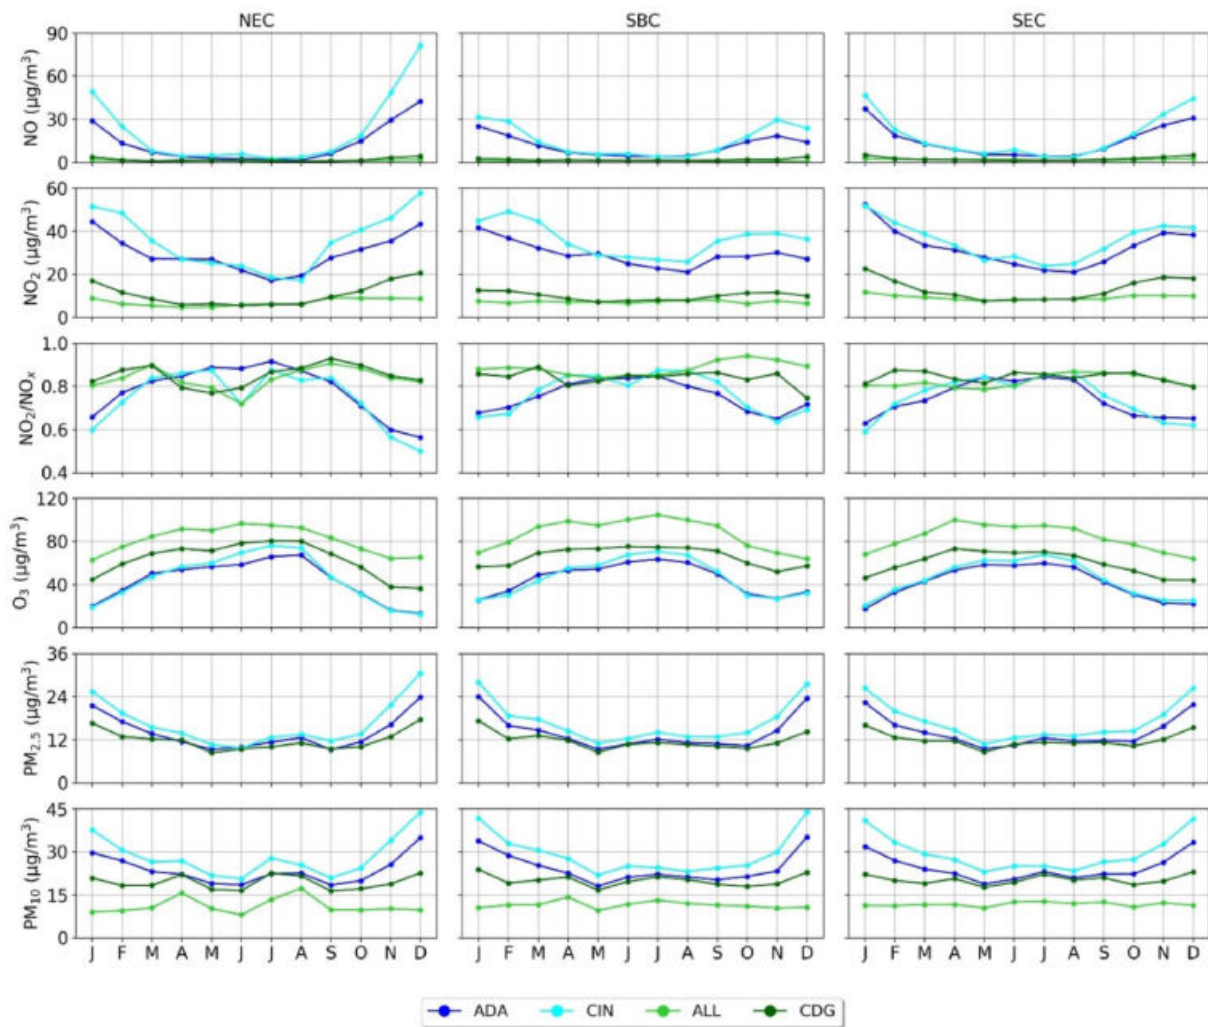 NEC SBC SEC
NO (µg/m³)
90
60
30
0
NO₂ (µg/m³)
60
40
20
0
NO₂/NOₓ
1.0
0.8
0.6
0.4
O₃ (µg/m³)
120
80
40
0
PM₂.₅ (µg/m³)
36
24
12
0
PM₁₀ (µg/m³)
45
30
15
0
J F M A M J J A S O N D J F M A M J J A S O N D J F M A M J J A S O N D
ADA CIN ALL CDG